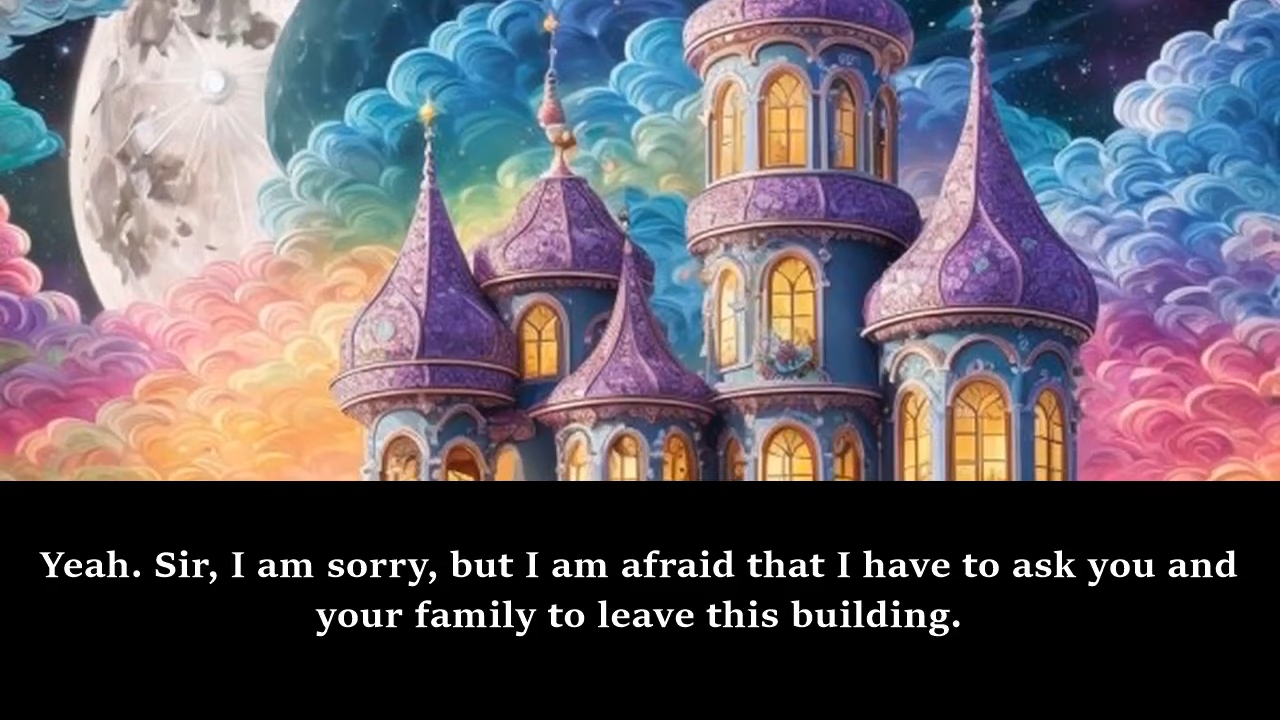 Yeah. Sir, I am sorry, but I am afraid that I have to ask you and
your family to leave this building.